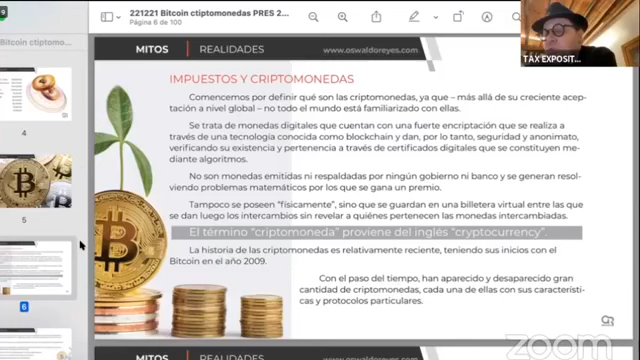 Bitcoin ctiptomo...
221221 Bitcoin ctiptomonedas PRES 2...
Página 6 de 100
TAX EXPOSIT...
MITOS
REALIDADES
www.oswaldoreyes.com
IMPUESTOS Y CRIPTOMONEDAS
Comencemos por definir qué son las criptomonedas, ya que – más allá de su creciente acep-
tación a nivel global – no todo el mundo está familiarizado con ellas.
Se trata de monedas digitales que cuentan con una fuerte encriptación que se realiza a
través de una tecnología conocida como blockchain y dan, por lo tanto, seguridad y anonimato,
verificando su existencia y pertenencia a través de certificados digitales que se constituyen me-
diante algoritmos.
No son monedas emitidas ni respaldadas por ningún gobierno ni banco y se generan resol-
viendo problemas matemáticos por los que se gana un premio.
Tampoco se poseen “físicamente”, sino que se guardan en una billetera virtual entre las que
se dan luego los intercambios sin revelar a quiénes pertenecen las monedas intercambiadas.
El término “criptomoneda” proviene del inglés “cryptocurrency”.
La historia de las criptomonedas es relativamente reciente, teniendo sus inicios con el
Bitcoin en el año 2009.
Con el paso del tiempo, han aparecido y desaparecido gran
cantidad de criptomonedas, cada una de ellas con sus característi-
cas y protocolos particulares.
4
5
6
MITOS
REALIDADES
www.oswaldoreyes.com
zoom